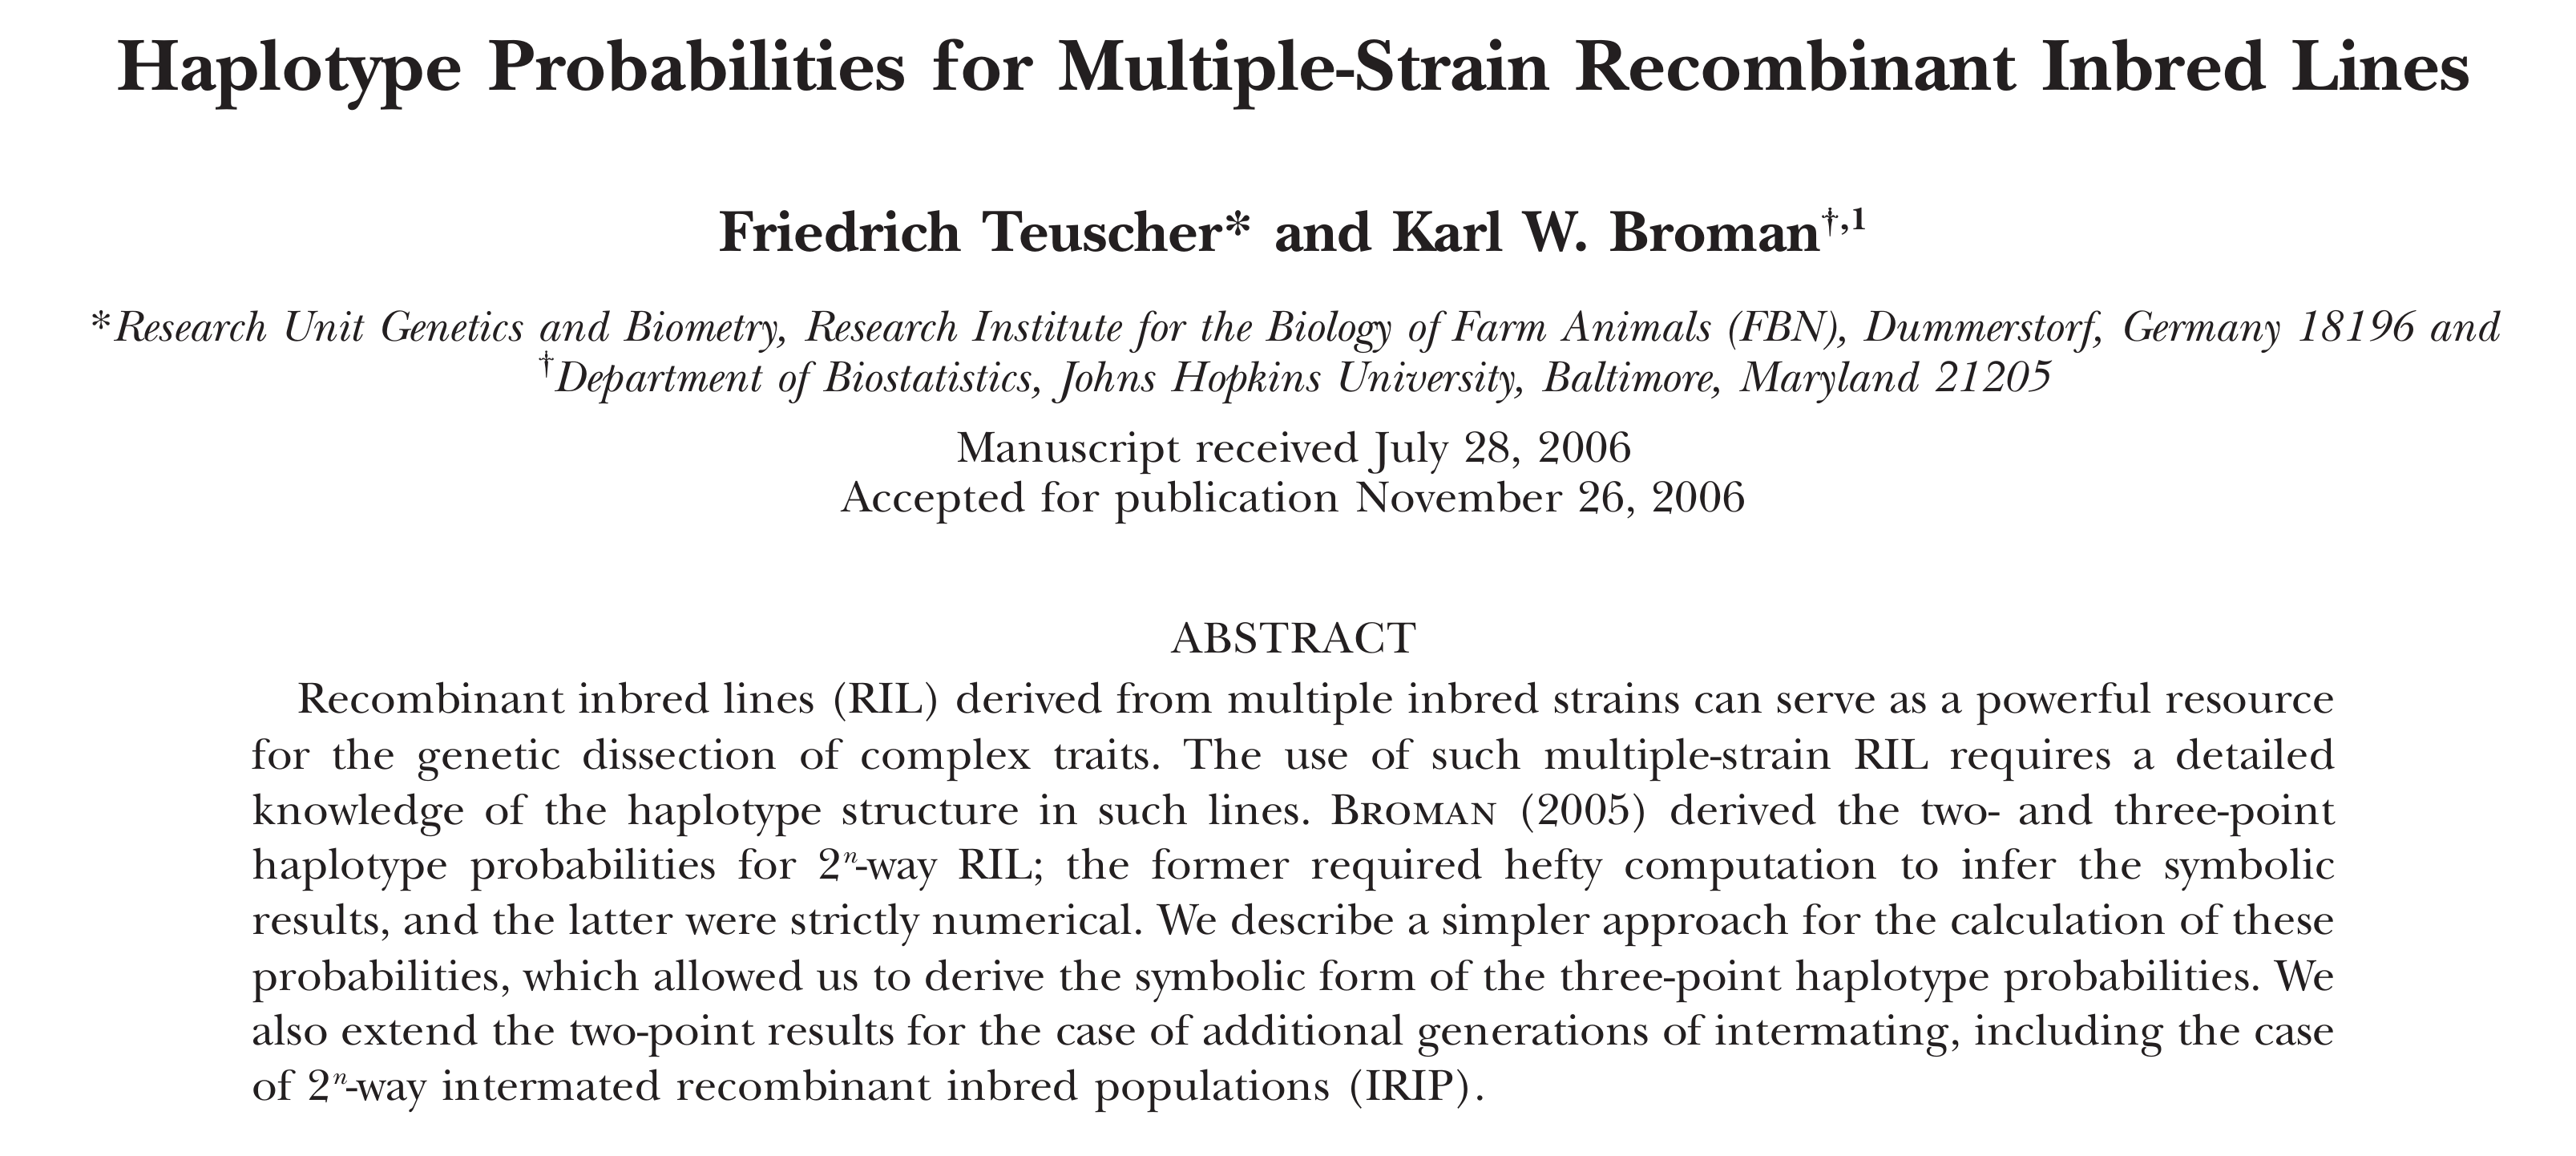 Haplotype Probabilities for Multiple-Strain Recombinant Inbred Lines
Friedrich Teuscher* and Karl W. Broman†,1
*Research Unit Genetics and Biometry, Research Institute for the Biology of Farm Animals (FBN), Dummerstorf, Germany 18196 and
†Department of Biostatistics, Johns Hopkins University, Baltimore, Maryland 21205
Manuscript received July 28, 2006
Accepted for publication November 26, 2006
ABSTRACT
Recombinant inbred lines (RIL) derived from multiple inbred strains can serve as a powerful resource
for the genetic dissection of complex traits. The use of such multiple-strain RIL requires a detailed
knowledge of the haplotype structure in such lines. BROMAN (2005) derived the two- and three-point
haplotype probabilities for 2ⁿ-way RIL; the former required hefty computation to infer the symbolic
results, and the latter were strictly numerical. We describe a simpler approach for the calculation of these
probabilities, which allowed us to derive the symbolic form of the three-point haplotype probabilities. We
also extend the two-point results for the case of additional generations of intermating, including the case
of 2ⁿ-way intermated recombinant inbred populations (IRIP).